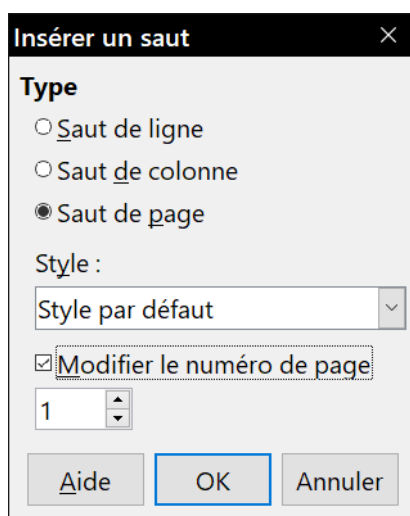 Insérer un saut
Type
Saut de ligne
Saut de colonne
Saut de page
Style :
Style par défaut
Modifier le numéro de page
1
Aide OK Annuler